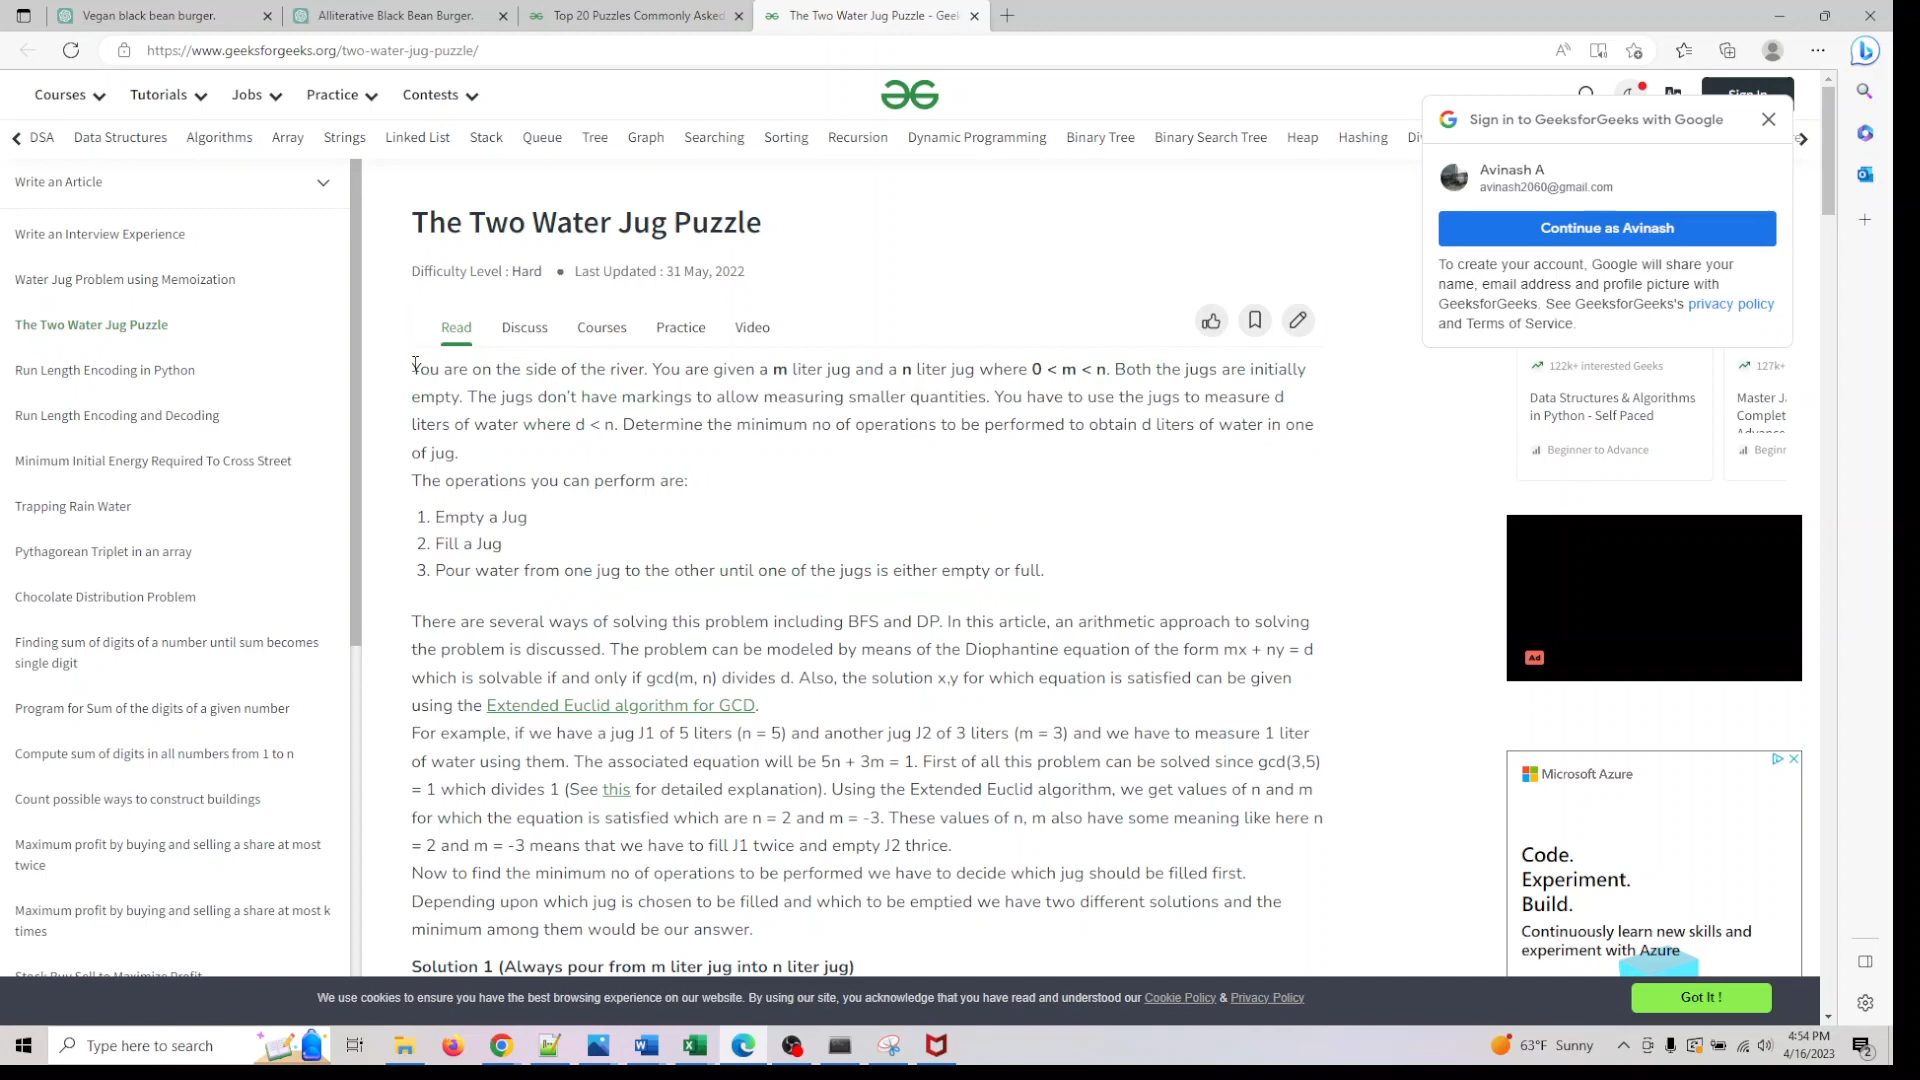 Vegan black bean burger.
Alliterative Black Bean Burger.
Top 20 Puzzles Commonly Asked
The Two Water Jug Puzzle - Geek
https://www.geeksforgeeks.org/two-water-jug-puzzle/
Courses
Tutorials
Jobs
Practice
Contests
Sign In
DSA
Data Structures
Algorithms
Array
Strings
Linked List
Stack
Queue
Tree
Graph
Searching
Sorting
Recursion
Dynamic Programming
Binary Tree
Binary Search Tree
Heap
Hashing
Sign in to GeeksforGeeks with Google
Avinash A
avinash2060@gmail.com
Continue as Avinash
To create your account, Google will share your
name, email address and profile picture with
GeeksforGeeks. See GeeksforGeeks's privacy policy
and Terms of Service.
Write an Article
Write an Interview Experience
Water Jug Problem using Memoization
The Two Water Jug Puzzle
Run Length Encoding in Python
Run Length Encoding and Decoding
Minimum Initial Energy Required To Cross Street
Trapping Rain Water
Pythagorean Triplet in an array
Chocolate Distribution Problem
Finding sum of digits of a number until sum becomes
single digit
Program for Sum of the digits of a given number
Compute sum of digits in all numbers from 1 to n
Count possible ways to construct buildings
Maximum profit by buying and selling a share at most
twice
Maximum profit by buying and selling a share at most k
times
Stock Buy Sell to Maximize Profit
The Two Water Jug Puzzle
Difficulty Level : Hard ● Last Updated : 31 May, 2022
Read
Discuss
Courses
Practice
Video
You are on the side of the river. You are given a m liter jug and a n liter jug where 0 < m < n. Both the jugs are initially
empty. The jugs don't have markings to allow measuring smaller quantities. You have to use the jugs to measure d
liters of water where d < n. Determine the minimum no of operations to be performed to obtain d liters of water in one
of jug.
The operations you can perform are:
1. Empty a Jug
2. Fill a Jug
3. Pour water from one jug to the other until one of the jugs is either empty or full.
There are several ways of solving this problem including BFS and DP. In this article, an arithmetic approach to solving
the problem is discussed. The problem can be modeled by means of the Diophantine equation of the form mx + ny = d
which is solvable if and only if gcd(m, n) divides d. Also, the solution x,y for which equation is satisfied can be given
using the Extended Euclid algorithm for GCD.
For example, if we have a jug J1 of 5 liters (n = 5) and another jug J2 of 3 liters (m = 3) and we have to measure 1 liter
of water using them. The associated equation will be 5n + 3m = 1. First of all this problem can be solved since gcd(3,5)
= 1 which divides 1 (See this for detailed explanation). Using the Extended Euclid algorithm, we get values of n and m
for which the equation is satisfied which are n = 2 and m = -3. These values of n, m also have some meaning like here n
= 2 and m = -3 means that we have to fill J1 twice and empty J2 thrice.
Now to find the minimum no of operations to be performed we have to decide which jug should be filled first.
Depending upon which jug is chosen to be filled and which to be emptied we have two different solutions and the
minimum among them would be our answer.
Solution 1 (Always pour from m liter jug into n liter jug)
122k+ interested Geeks
Data Structures & Algorithms
in Python - Self Paced
Beginner to Advance
127k+
Complet
Ad
Microsoft Azure
Code.
Experiment.
Build.
Continuously learn new skills and
experiment with Azure
We use cookies to ensure you have the best browsing experience on our website. By using our site, you acknowledge that you have read and understood our Cookie Policy & Privacy Policy
Got It !
Type here to search
63°F Sunny
4:54 PM
4/16/2023
2